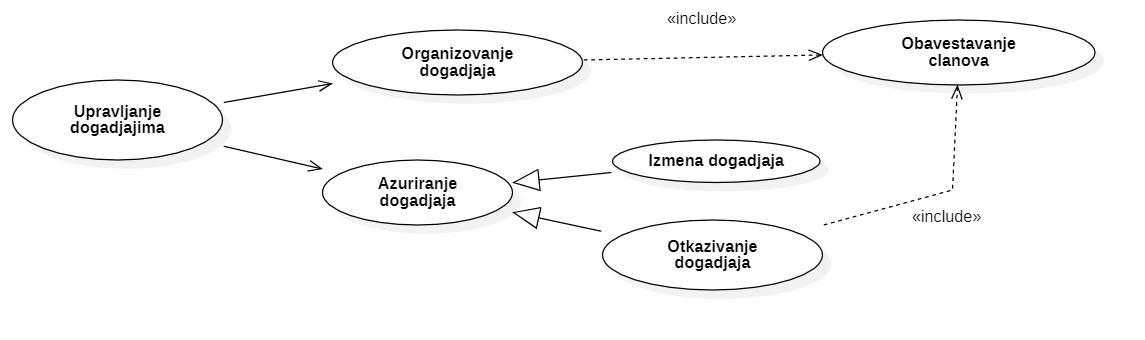 «include»
Organizovanje
dogadjaja
Obavestavanje
clanova
Upravljanje
dogadjajima
Izmena dogadjaja
Azuriranje
dogadjaja
«include»
Otkazivanje
dogadjaja